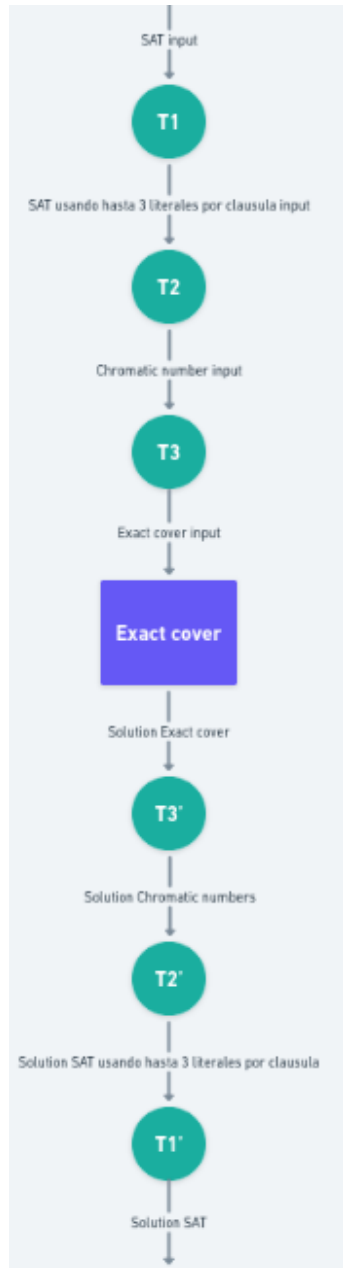 SAT input
T1
SAT usando hasta 3 literales por clausula input
T2
Chromatic number input
T3
Exact cover input
Exact cover
Solution Exact cover
T3'
Solution Chromatic numbers
T2'
Solution SAT usando hasta 3 literales por clausula
T1'
Solution SAT